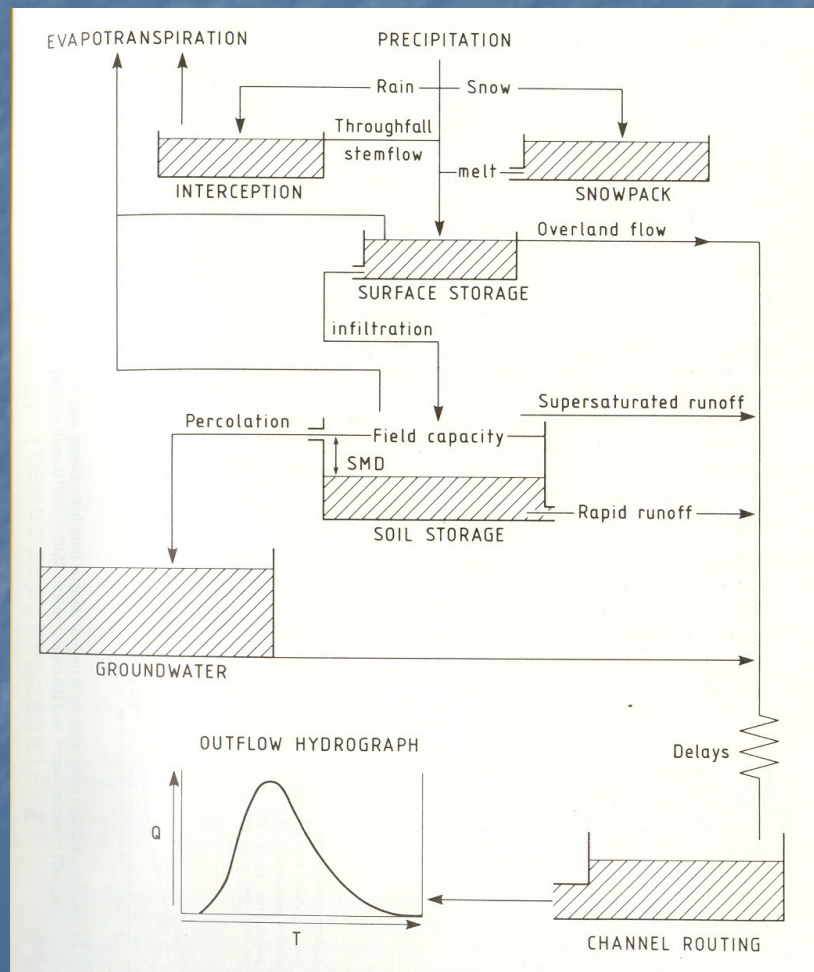 EVAPOTRANSPIRATION
PRECIPITATION
Rain
Snow
Throughfall
stemflow
melt
INTERCEPTION
SNOWPACK
Overland flow
SURFACE STORAGE
infiltration
Supersaturated runoff
Percolation
Field capacity
SMD
Rapid runoff
SOIL STORAGE
GROUNDWATER
OUTFLOW HYDROGRAPH
Delays
Q
T
CHANNEL ROUTING